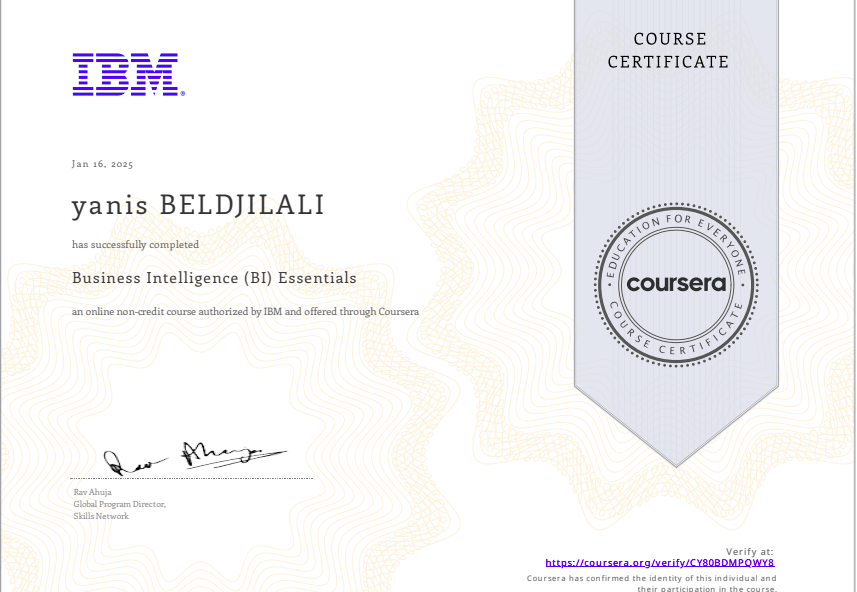 COURSE
CERTIFICATE
IBM®
Jan 16, 2025
yanis BELDJILALI
has successfully completed
Business Intelligence (BI) Essentials
an online non-credit course authorized by IBM and offered through Coursera
EDUCATION FOR EVERYONE
coursera
COURSE CERTIFICATE
Rav Ahuja
Rav Ahuja
Global Program Director,
Skills Network
Verify at:
https://coursera.org/verify/CY80BDMPQWY8
Coursera has confirmed the identity of this individual and
their participation in the course.